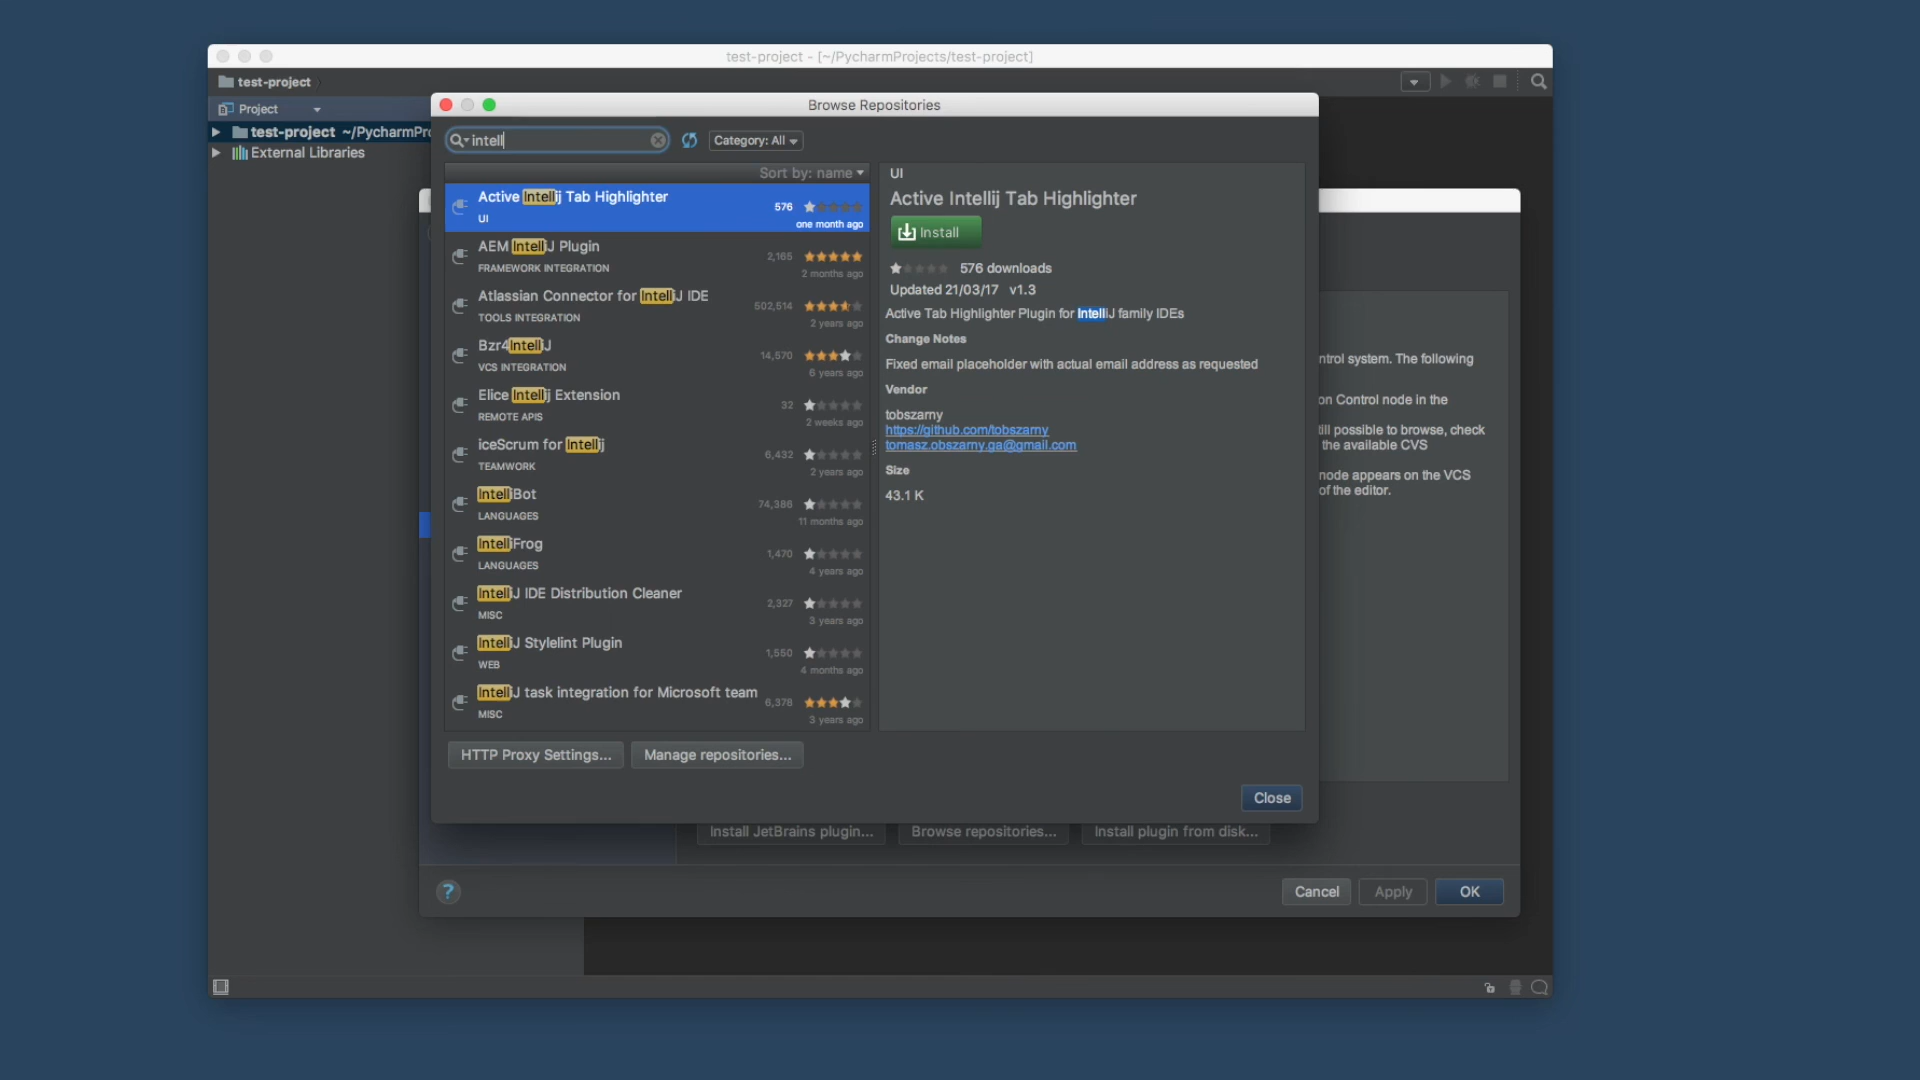 test-project - [~/PycharmProjects/test-project]
test-project
Project
test-project ~/PycharmPr
External Libraries
Browse Repositories
intell
Category: All
Sort by: name
Active Intellij Tab Highlighter
576
UI
one month ago
AEM IntelliJ Plugin
2,165
FRAMEWORK INTEGRATION
2 months ago
Atlassian Connector for IntelliJ IDE
502,514
TOOLS INTEGRATION
2 years ago
Bzr4IntelliJ
14,570
VCS INTEGRATION
6 years ago
Elice Intellij Extension
32
REMOTE APIS
2 weeks ago
iceScrum for Intellij
6,432
TEAMWORK
2 years ago
IntelliBot
74,386
LANGUAGES
11 months ago
IntelliFrog
1,470
LANGUAGES
4 years ago
IntelliJ IDE Distribution Cleaner
2,327
MISC
3 years ago
IntelliJ Stylelint Plugin
1,550
WEB
4 months ago
IntelliJ task integration for Microsoft team
6,378
MISC
3 years ago
UI
Active Intellij Tab Highlighter
Install
576 downloads
Updated 21/03/17 v1.3
Active Tab Highlighter Plugin for IntelliJ family IDEs
Change Notes
Fixed email placeholder with actual email address as requested
Vendor
tobszarny
https://github.com/tobszarny
tomasz.obszarny.ga@gmail.com
Size
43.1 K
HTTP Proxy Settings...
Manage repositories...
Close
ntrol system. The following
on Control node in the
till possible to browse, check
the available CVS
node appears on the VCS
of the editor.
Install JetBrains plugin...
Browse repositories...
Install plugin from disk...
?
Cancel
Apply
OK